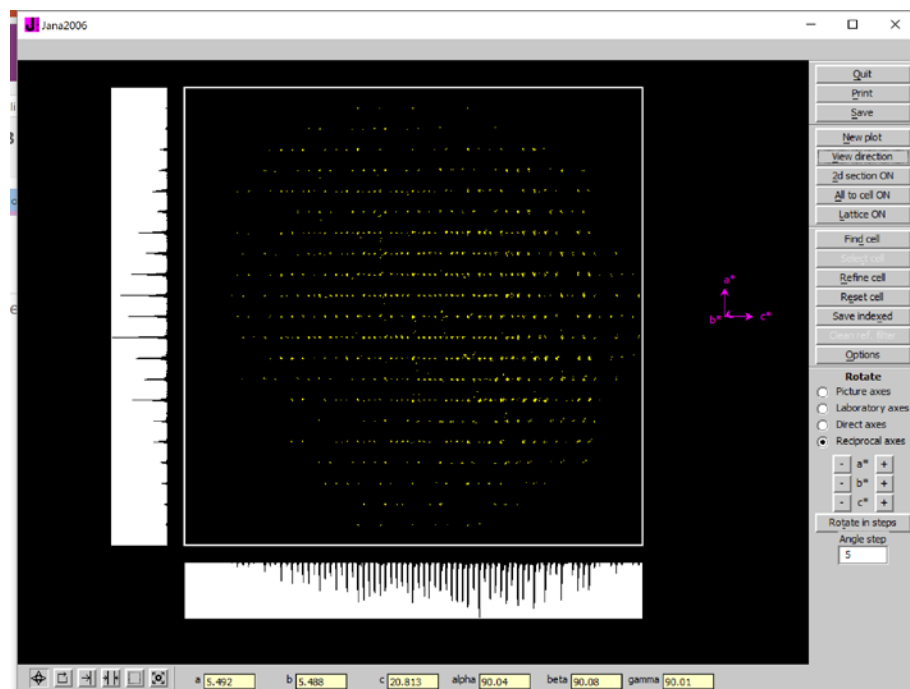 Jana2006
Quit
Print
Save
New plot
View direction
2d section ON
All to cell ON
Lattice ON
Find cell
Select cell
Refine cell
Reset cell
Save indexed
Clean ref. filter
Options
Rotate
Picture axes
Laboratory axes
Direct axes
Reciprocal axes
- a* +
- b* +
- c* +
Rotate in steps
Angle step
5
a*
b* c*
a 5.492 b 5.488 c 20.813 alpha 90.04 beta 90.08 gamma 90.01